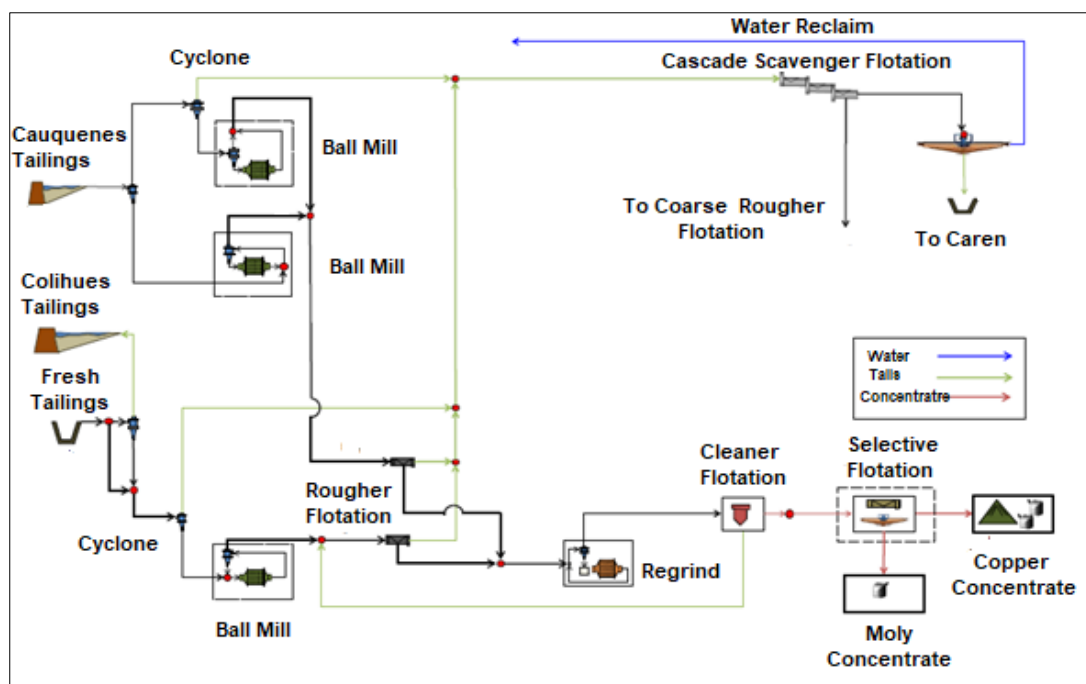 Water Reclaim
Cyclone
Cascade Scavenger Flotation
Cauquenes
Tailings
Ball Mill
To Coarse Rougher
Flotation
To Caren
Ball Mill
Colihues
Tailings
Water
Tails
Concentratre
Fresh
Tailings
Cleaner
Flotation
Selective
Flotation
Rougher
Flotation
Cyclone
Regrind
Copper
Concentrate
Ball Mill
Moly
Concentrate